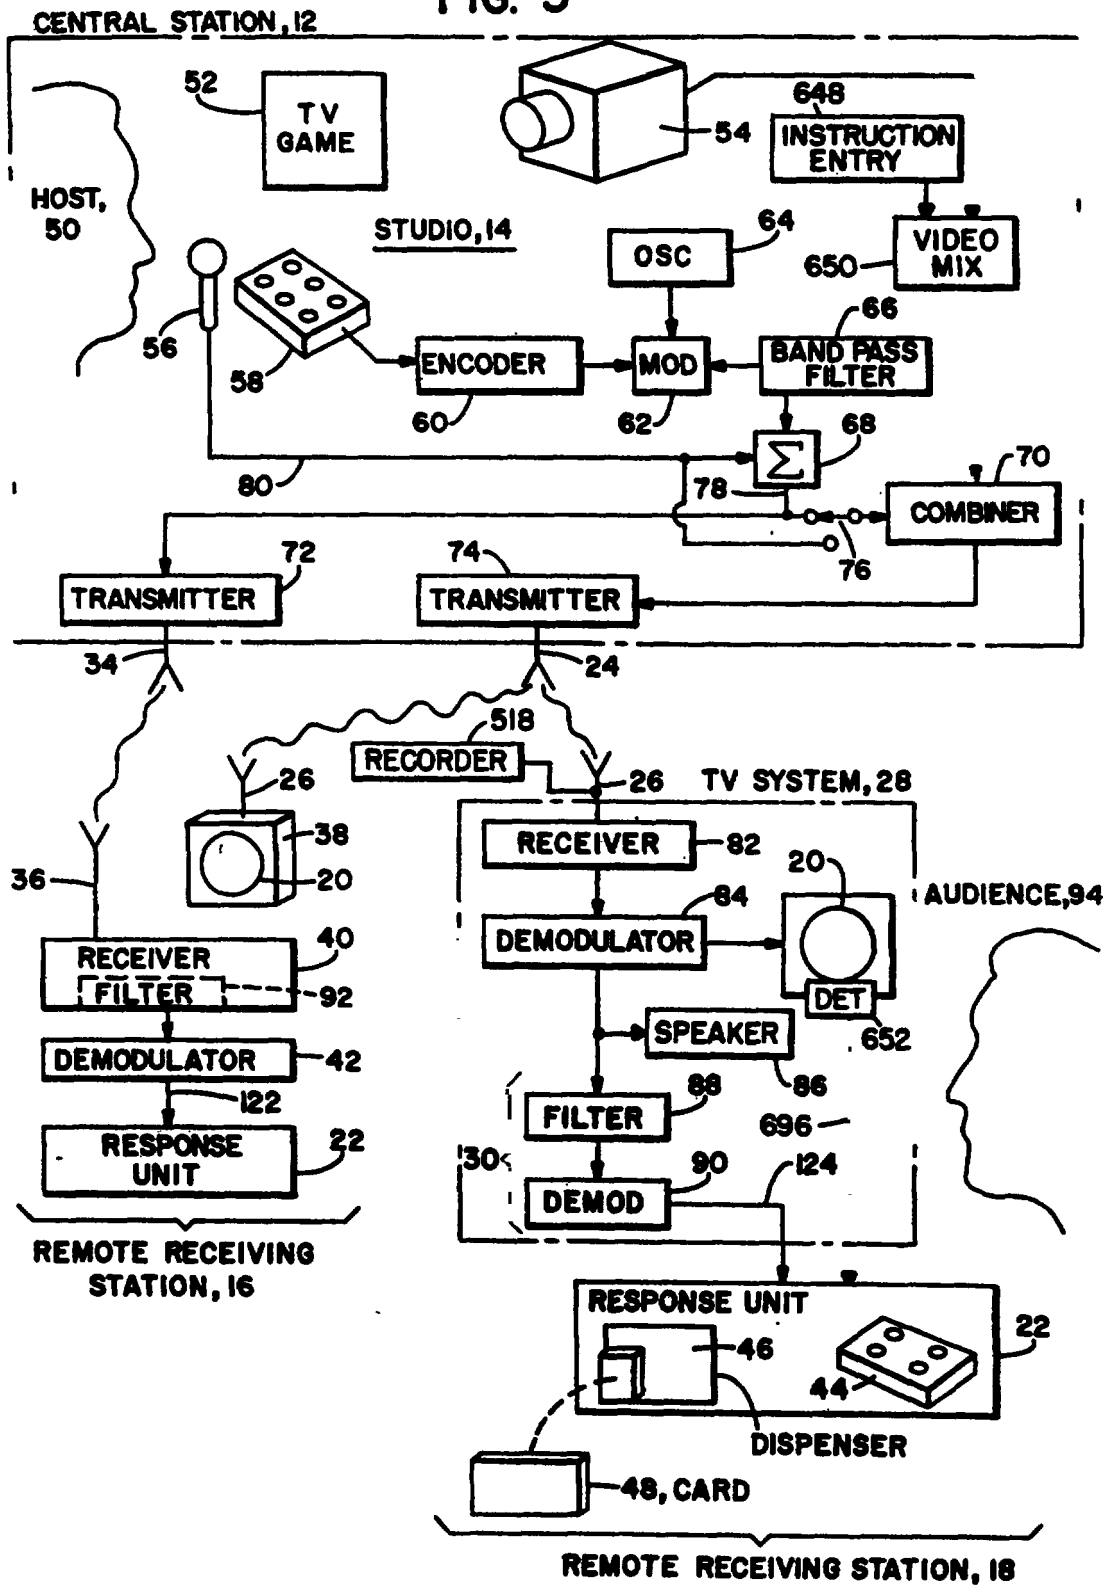 FIG. 3
CENTRAL STATION, 12
52
TV
GAME
54
648
INSTRUCTION
ENTRY
HOST,
50
STUDIO, 14
64
OSC
650
VIDEO
MIX
56
58
66
ENCODER
MOD
BAND PASS
FILTER
60
62
68
Σ
80
78
70
COMBINER
76
72
74
TRANSMITTER
TRANSMITTER
34
24
518
RECORDER
26
26
TV SYSTEM, 28
38
20
RECEIVER
82
20
36
84
AUDIENCE, 94
DEMODULATOR
40
RECEIVER
FILTER
92
DET
652
SPEAKER
86
DEMODULATOR
42
122
88
FILTER
696
RESPONSE
UNIT
22
30
90
124
DEMOD
REMOTE RECEIVING
STATION, 16
RESPONSE UNIT
22
46
44
DISPENSER
48, CARD
REMOTE RECEIVING STATION, 18